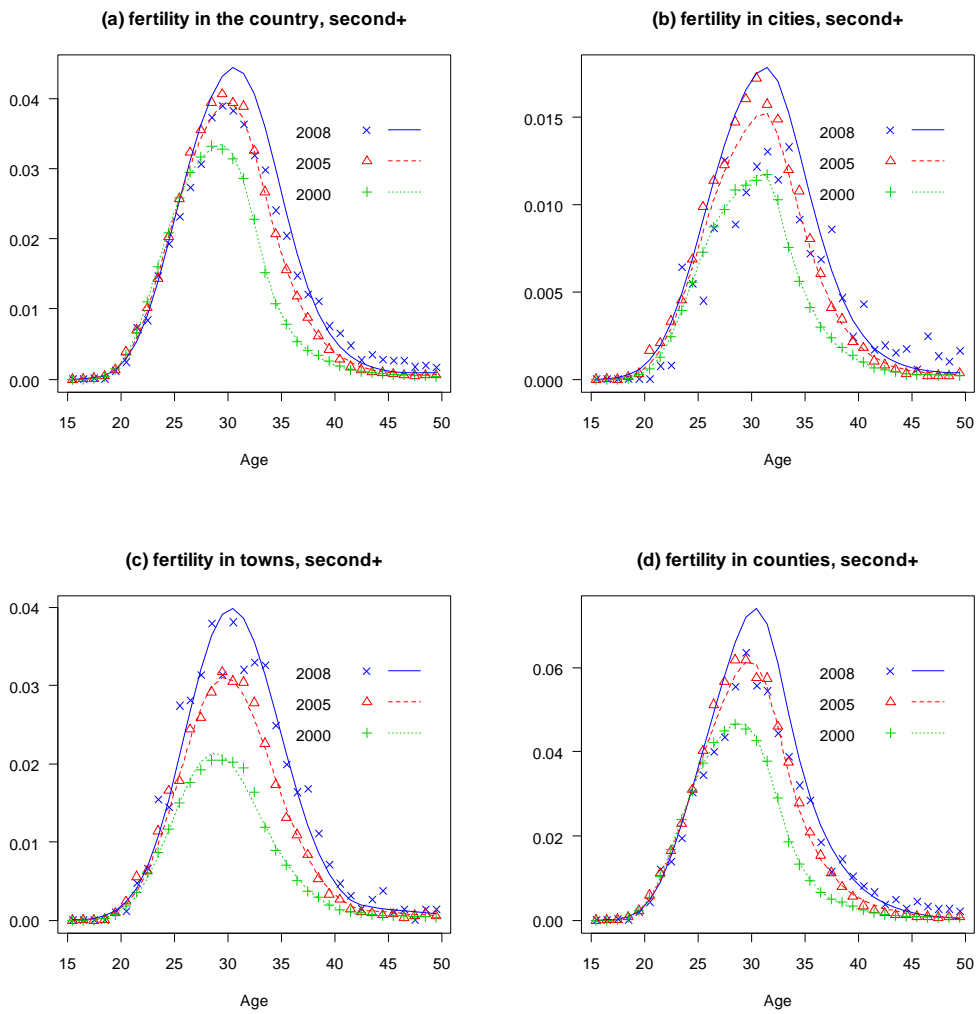 (a) fertility in the country, second+
0.04
0.03
0.02
0.01
0.00
2008
2005
2000
15 20 25 30 35 40 45 50
Age
(b) fertility in cities, second+
0.015
0.010
0.005
0.000
2008
2005
2000
15 20 25 30 35 40 45 50
Age
(c) fertility in towns, second+
0.04
0.03
0.02
0.01
0.00
2008
2005
2000
15 20 25 30 35 40 45 50
Age
(d) fertility in counties, second+
0.06
0.04
0.02
0.00
2008
2005
2000
15 20 25 30 35 40 45 50
Age